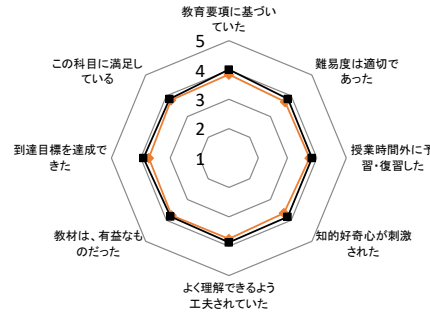 教育要項に基づい
ていた
難易度は適切で
あった
授業時間外に予
習・復習した
知的好奇心が刺激
された
よく理解できるよう
工夫されていた
教材は、有益なも
のだった
到達目標を達成で
きた
この科目に満足し
ている
5
4
3
2
1